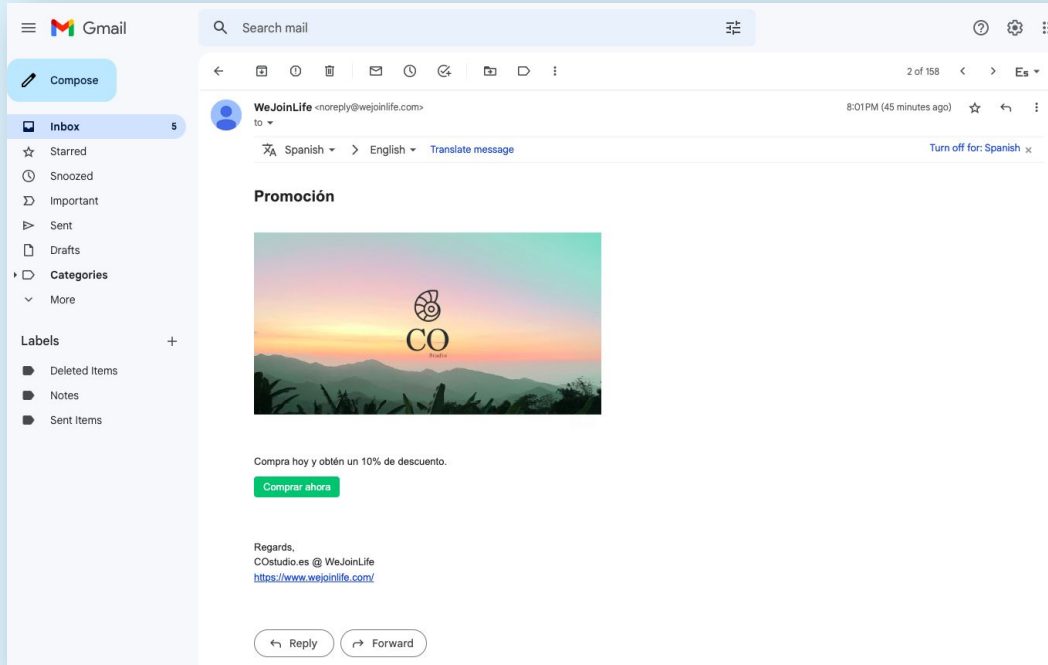 Gmail
Search mail
Compose
2 of 158
Es
Inbox 5
Starred
Snoozed
Important
Sent
Drafts
Categories
More
Labels
Deleted Items
Notes
Sent Items
WeJoinLife <noreply@wejoinlife.com>
8:01 PM (45 minutes ago)
to
Spanish > English Translate message
Turn off for: Spanish x
Promoción
CO
Studio
Compra hoy y obtén un 10% de descuento.
Comprar ahora
Regards,
COstudio.es @ WeJoinLife
https://www.wejoinlife.com/
Reply
Forward